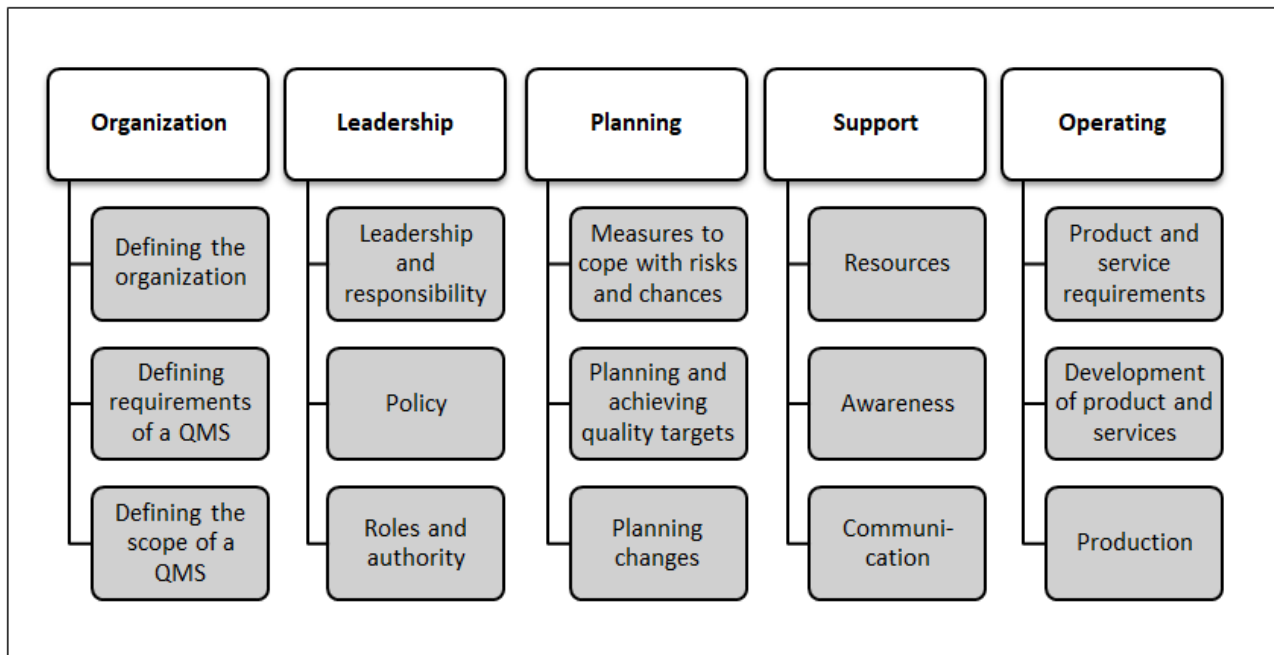 Organization
Leadership
Planning
Support
Operating
Defining the
organization
Leadership
and
responsibility
Measures to
cope with risks
and chances
Resources
Product and
service
requirements
Defining
requirements
of a QMS
Policy
Planning and
achieving
quality targets
Awareness
Development
of product and
services
Defining the
scope of a
QMS
Roles and
authority
Planning
changes
Communi-
cation
Production